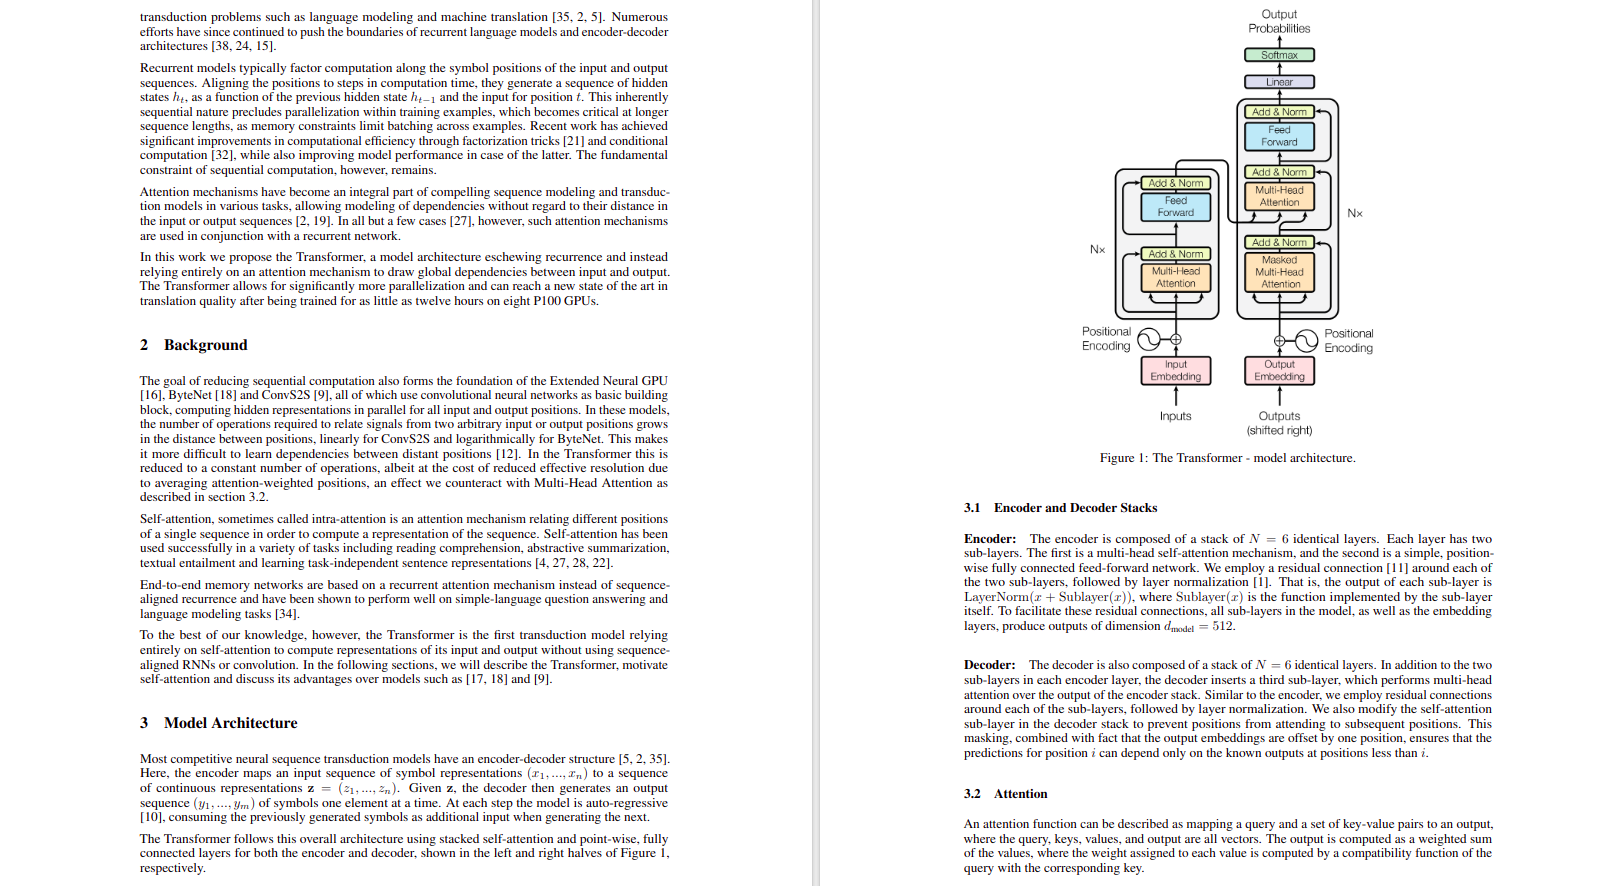 transduction problems such as language modeling and machine translation [35, 2, 5]. Numerous
efforts have since continued to push the boundaries of recurrent language models and encoder-decoder
architectures [38, 24, 15].
Recurrent models typically factor computation along the symbol positions of the input and output
sequences. Aligning the positions to steps in computation time, they generate a sequence of hidden
states hₜ, as a function of the previous hidden state hₜ₋₁ and the input for position t. This inherently
sequential nature precludes parallelization within training examples, which becomes critical at longer
sequence lengths, as memory constraints limit batching across examples. Recent work has achieved
significant improvements in computational efficiency through factorization tricks [21] and conditional
computation [32], while also improving model performance in case of the latter. The fundamental
constraint of sequential computation, however, remains.
Attention mechanisms have become an integral part of compelling sequence modeling and transduc-
tion models in various tasks, allowing modeling of dependencies without regard to their distance in
the input or output sequences [2, 19]. In all but a few cases [27], however, such attention mechanisms
are used in conjunction with a recurrent network.
In this work we propose the Transformer, a model architecture eschewing recurrence and instead
relying entirely on an attention mechanism to draw global dependencies between input and output.
The Transformer allows for significantly more parallelization and can reach a new state of the art in
translation quality after being trained for as little as twelve hours on eight P100 GPUs.
2 Background
The goal of reducing sequential computation also forms the foundation of the Extended Neural GPU
[16], ByteNet [18] and ConvS2S [9], all of which use convolutional neural networks as basic building
block, computing hidden representations in parallel for all input and output positions. In these models,
the number of operations required to relate signals from two arbitrary input or output positions grows
in the distance between positions, linearly for ConvS2S and logarithmically for ByteNet. This makes
it more difficult to learn dependencies between distant positions [12]. In the Transformer this is
reduced to a constant number of operations, albeit at the cost of reduced effective resolution due
to averaging attention-weighted positions, an effect we counteract with Multi-Head Attention as
described in section 3.2.
Self-attention, sometimes called intra-attention is an attention mechanism relating different positions
of a single sequence in order to compute a representation of the sequence. Self-attention has been
used successfully in a variety of tasks including reading comprehension, abstractive summarization,
textual entailment and learning task-independent sentence representations [4, 27, 28, 22].
End-to-end memory networks are based on a recurrent attention mechanism instead of sequence-
aligned recurrence and have been shown to perform well on simple-language question answering and
language modeling tasks [34].
To the best of our knowledge, however, the Transformer is the first transduction model relying
entirely on self-attention to compute representations of its input and output without using sequence-
aligned RNNs or convolution. In the following sections, we will describe the Transformer, motivate
self-attention and discuss its advantages over models such as [17, 18] and [9].
3 Model Architecture
Most competitive neural sequence transduction models have an encoder-decoder structure [5, 2, 35].
Here, the encoder maps an input sequence of symbol representations (x₁, ..., xₙ) to a sequence
of continuous representations z = (z₁, ..., zₙ). Given z, the decoder then generates an output
sequence (y₁, ..., yₘ) of symbols one element at a time. At each step the model is auto-regressive
[10], consuming the previously generated symbols as additional input when generating the next.
The Transformer follows this overall architecture using stacked self-attention and point-wise, fully
connected layers for both the encoder and decoder, shown in the left and right halves of Figure 1,
respectively.
Output
Probabilities
Softmax
Linear
Add & Norm
Feed
Forward
Add & Norm
Multi-Head
Attention
Nx
Add & Norm
Masked
Multi-Head
Attention
Add & Norm
Feed
Forward
Nx
Add & Norm
Multi-Head
Attention
Positional
Encoding
Positional
Encoding
Input
Embedding
Output
Embedding
Inputs
Outputs
(shifted right)
Figure 1: The Transformer - model architecture.
3.1 Encoder and Decoder Stacks
Encoder: The encoder is composed of a stack of N = 6 identical layers. Each layer has two
sub-layers. The first is a multi-head self-attention mechanism, and the second is a simple, position-
wise fully connected feed-forward network. We employ a residual connection [11] around each of
the two sub-layers, followed by layer normalization [1]. That is, the output of each sub-layer is
LayerNorm(x + Sublayer(x)), where Sublayer(x) is the function implemented by the sub-layer
itself. To facilitate these residual connections, all sub-layers in the model, as well as the embedding
layers, produce outputs of dimension d_model = 512.
Decoder: The decoder is also composed of a stack of N = 6 identical layers. In addition to the two
sub-layers in each encoder layer, the decoder inserts a third sub-layer, which performs multi-head
attention over the output of the encoder stack. Similar to the encoder, we employ residual connections
around each of the sub-layers, followed by layer normalization. We also modify the self-attention
sub-layer in the decoder stack to prevent positions from attending to subsequent positions. This
masking, combined with fact that the output embeddings are offset by one position, ensures that the
predictions for position i can depend only on the known outputs at positions less than i.
3.2 Attention
An attention function can be described as mapping a query and a set of key-value pairs to an output,
where the query, keys, values, and output are all vectors. The output is computed as a weighted sum
of the values, where the weight assigned to each value is computed by a compatibility function of the
query with the corresponding key.